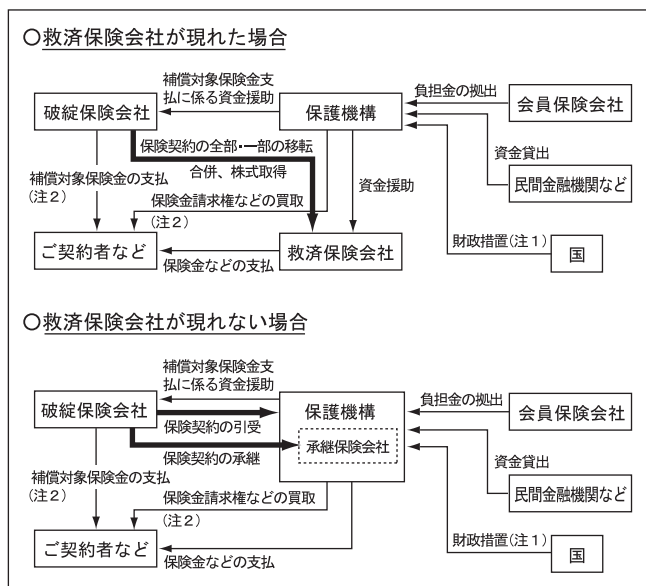 ○救済保険会社が現れた場合
補償対象保険金支
払に係る資金援助
負担金の拠出
破綻保険会社
保護機構
会員保険会社
保険契約の全部・一部の移転
合併、株式取得
資金貸出
補償対象保険金の支払
(注2)
保険金請求権などの買取
(注2)
資金援助
民間金融機関など
財政措置(注1)
ご契約者など
保険金などの支払
救済保険会社
国
○救済保険会社が現れない場合
補償対象保険金支
払に係る資金援助
負担金の拠出
破綻保険会社
保護機構
会員保険会社
保険契約の引受
承継保険会社
保険契約の承継
資金貸出
補償対象保険金の支払
(注2)
保険金請求権などの買取
(注2)
民間金融機関など
財政措置(注1)
ご契約者など
保険金などの支払
国